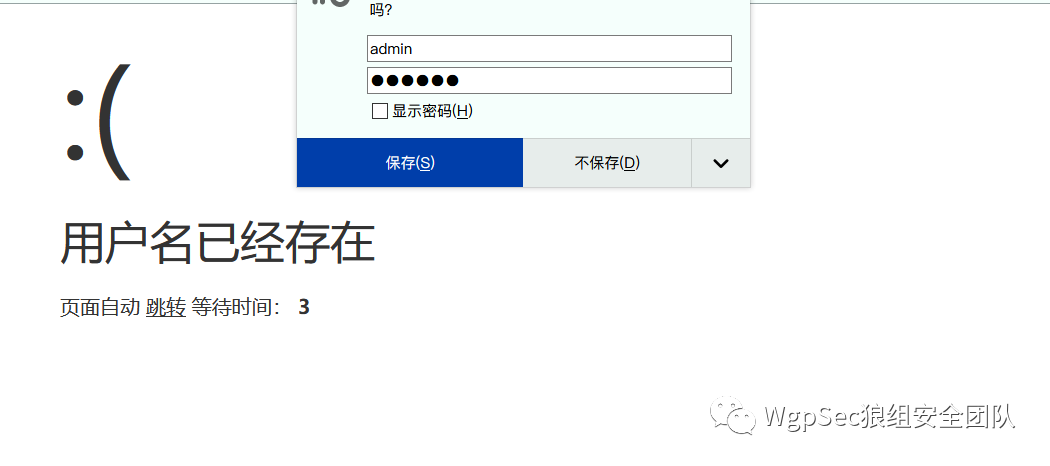 吗?
admin
●●●●●●
显示密码(H)
保存(S)
不保存(D)
:(
用户名已经存在
页面自动 跳转 等待时间： 3
WgpSec狼组安全团队